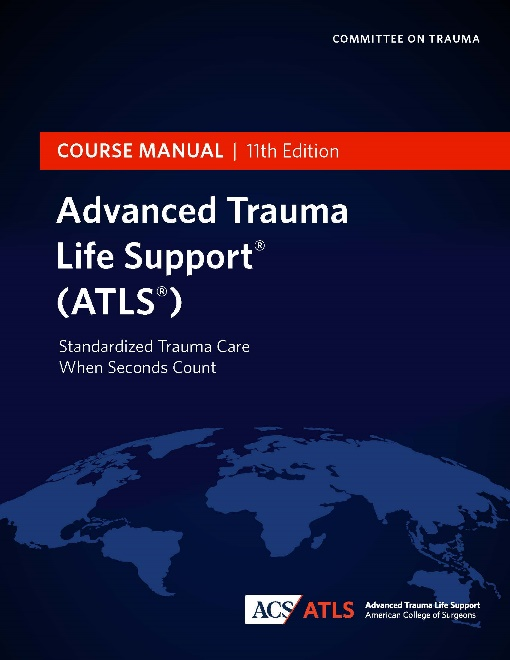 COMMITTEE ON TRAUMA
COURSE MANUAL | 11th Edition
Advanced Trauma
Life Support®
(ATLS®)
Standardized Trauma Care
When Seconds Count
ACS ATLS
Advanced Trauma Life Support
American College of Surgeons